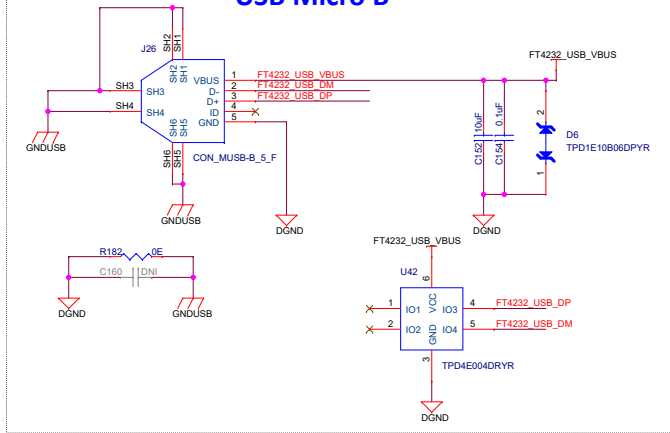 USB Micro B
J26
SH2
SH1
FT4232_USB_VBUS
SH3
SH3
SH2
SH1
VBUS
1
FT4232_USB_VBUS
D-
2
FT4232_USB_DM
D+
3
FT4232_USB_DP
SH4
SH4
ID
4
GND
5
SH6
SH5
CON_MUSB-B_5_F
SH6
SH5
GNDUSB
GNDUSB
DGND
C152
10uF
C154
0.1uF
2
1
D6
TPD1E10B06DPYR
DGND
R182
0E
C160
DNI
DGND
GNDUSB
FT4232_USB_VBUS
U42
6
1
IO1
VCC
IO3
4
FT4232_USB_DP
2
IO2
GND
IO4
5
FT4232_USB_DM
3
TPD4E004DRYR
DGND